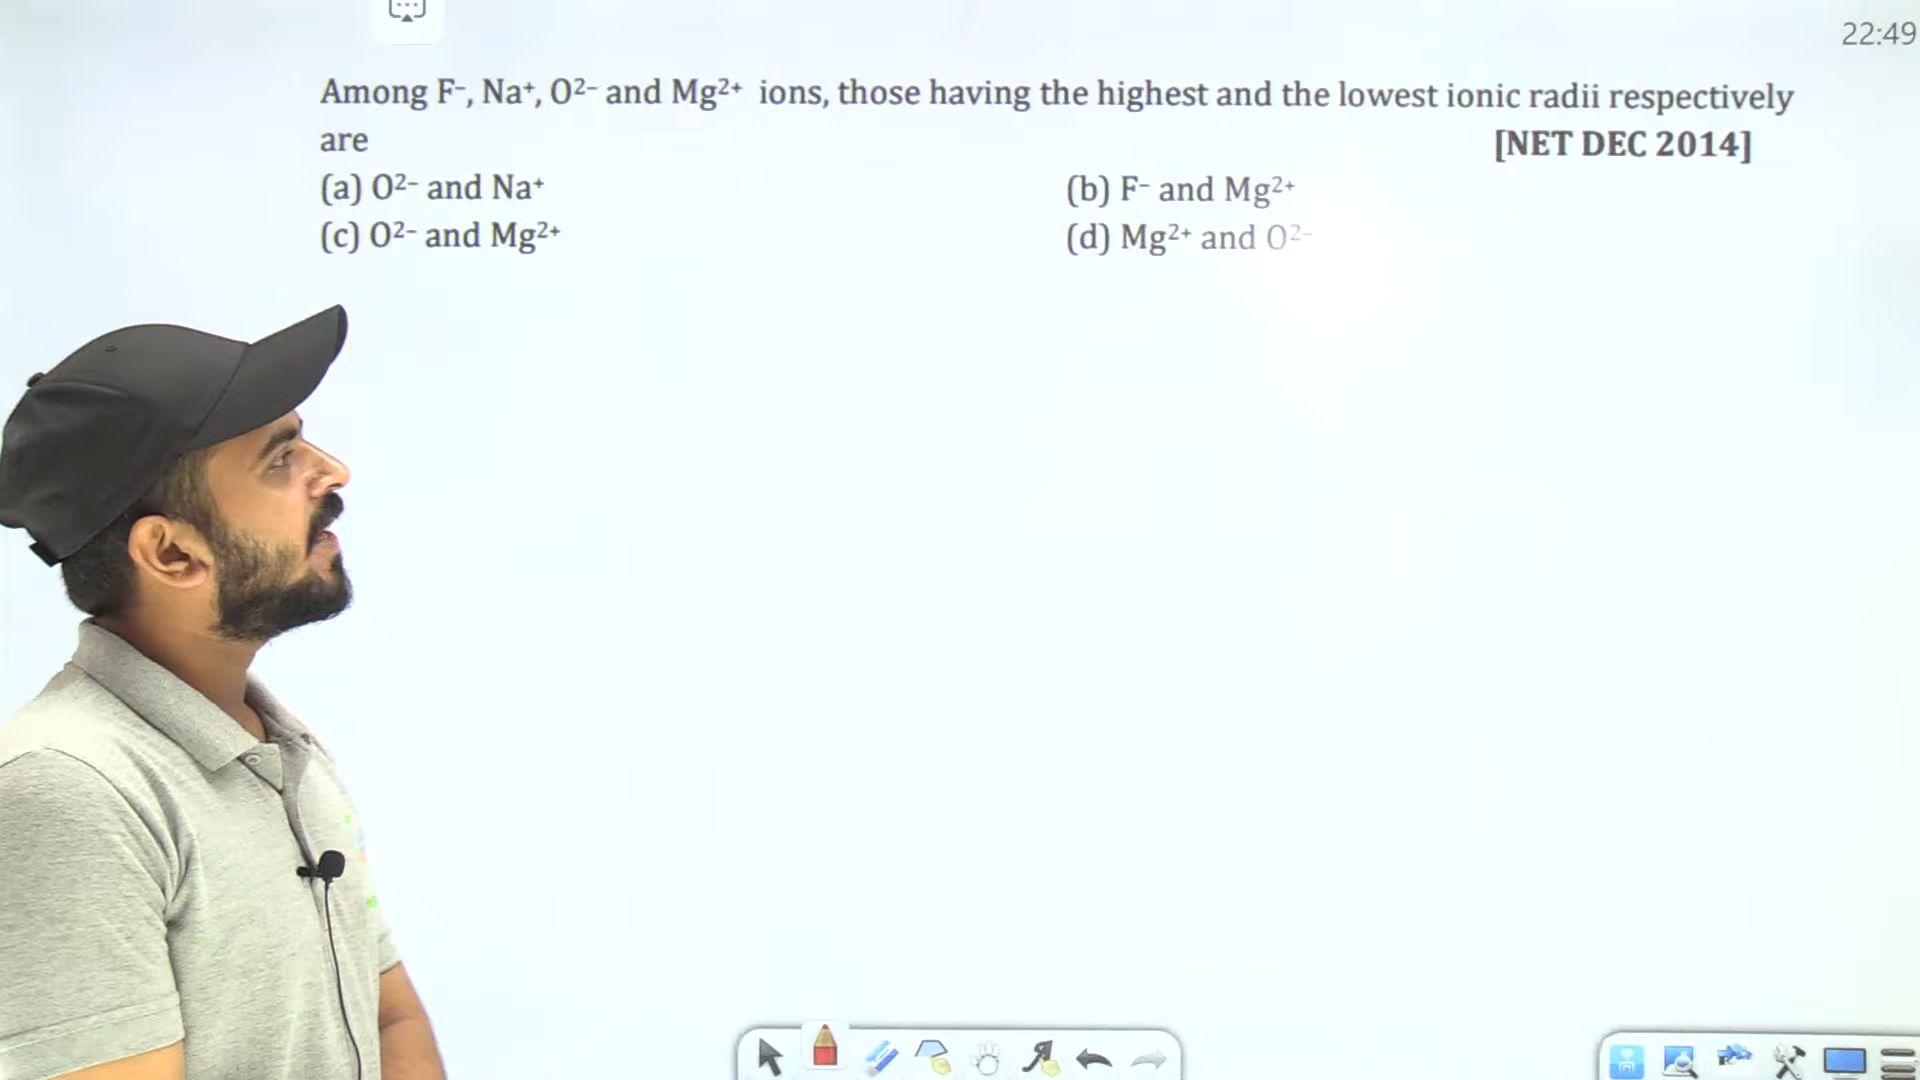 22:49
Among F⁻, Na⁺, O²⁻ and Mg²⁺ ions, those having the highest and the lowest ionic radii respectively
are
[NET DEC 2014]
(a) O²⁻ and Na⁺
(b) F⁻ and Mg²⁺
(c) O²⁻ and Mg²⁺
(d) Mg²⁺ and O²⁻